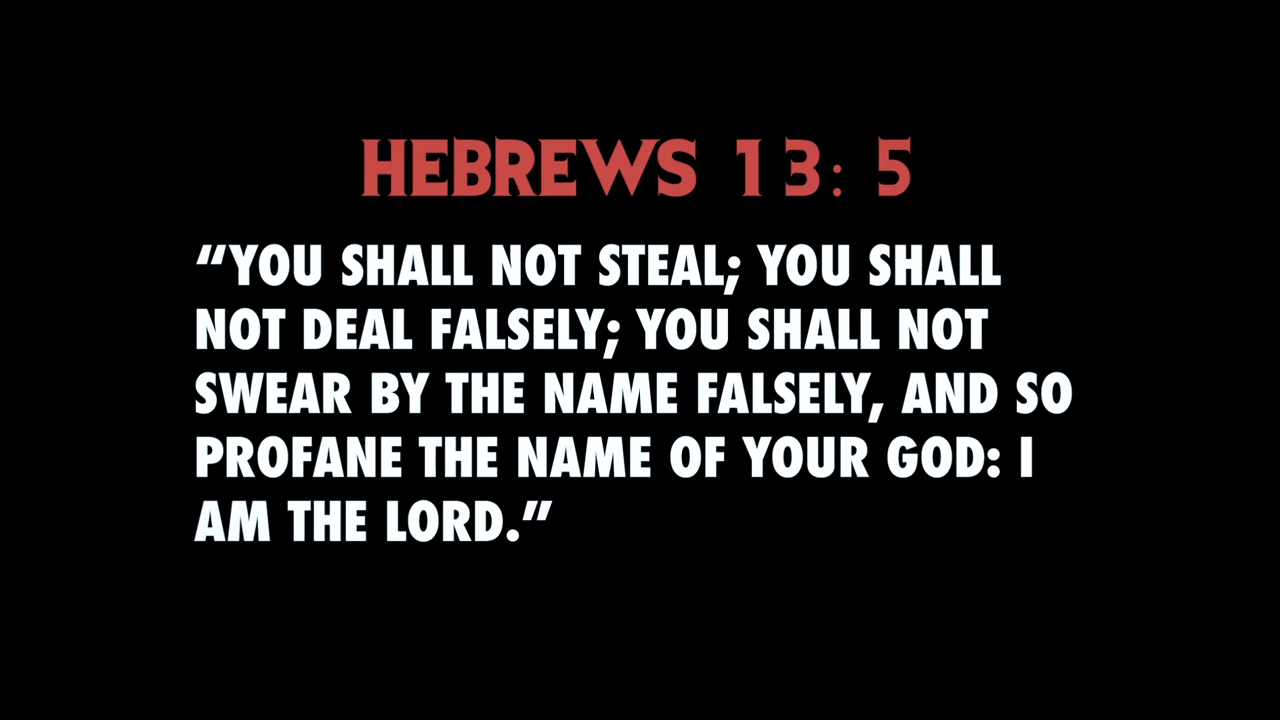 HEBREWS 13: 5
“YOU SHALL NOT STEAL; YOU SHALL
NOT DEAL FALSELY; YOU SHALL NOT
SWEAR BY THE NAME FALSELY, AND SO
PROFANE THE NAME OF YOUR GOD: I
AM THE LORD.”